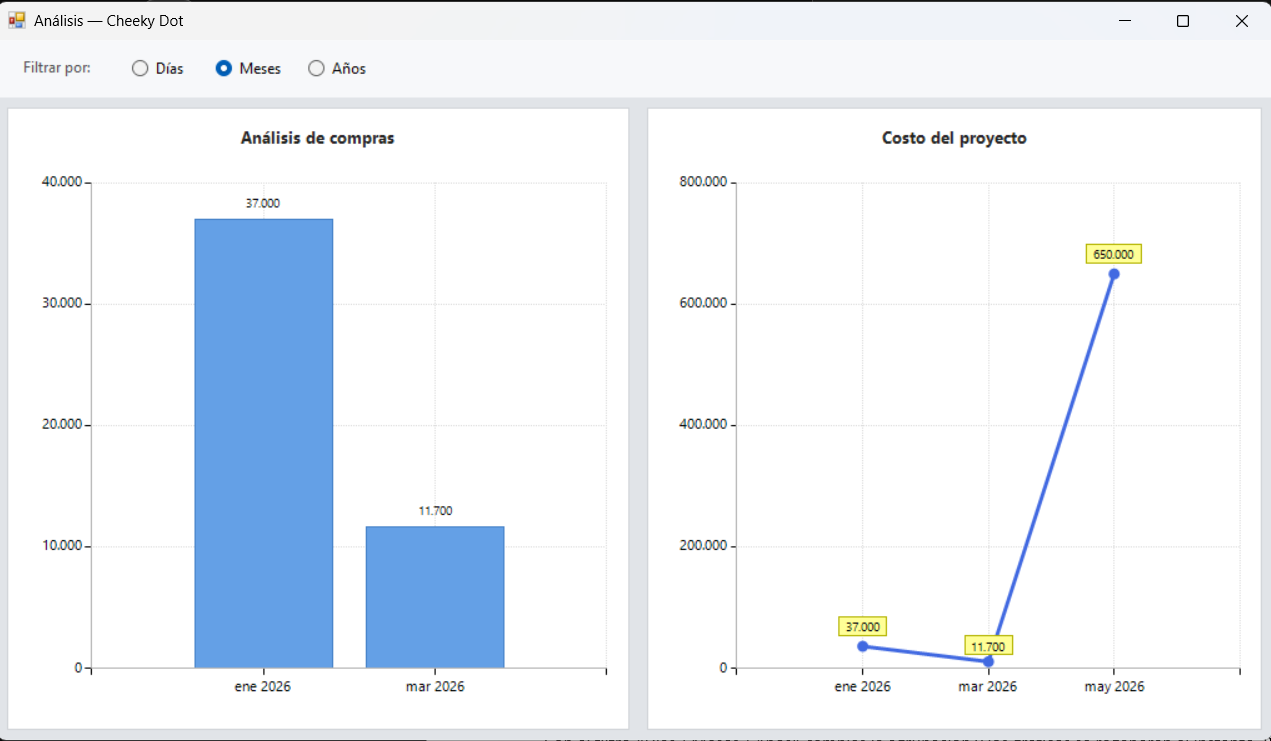 Análisis — Cheeky Dot
Filtrar por:
Días
Meses
Años
Análisis de compras
40.000
30.000
20.000
10.000
0
37.000
11.700
ene 2026
mar 2026
Costo del proyecto
800.000
600.000
400.000
200.000
0
650.000
37.000
11.700
ene 2026
mar 2026
may 2026